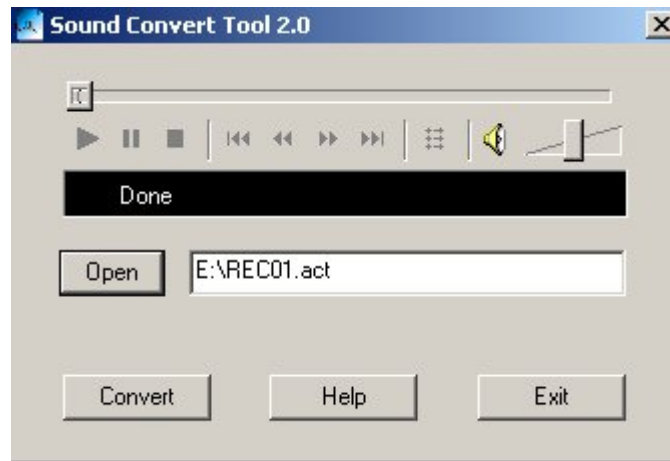 Sound Convert Tool 2.0
Done
Open E:\REC01.act
Convert Help Exit